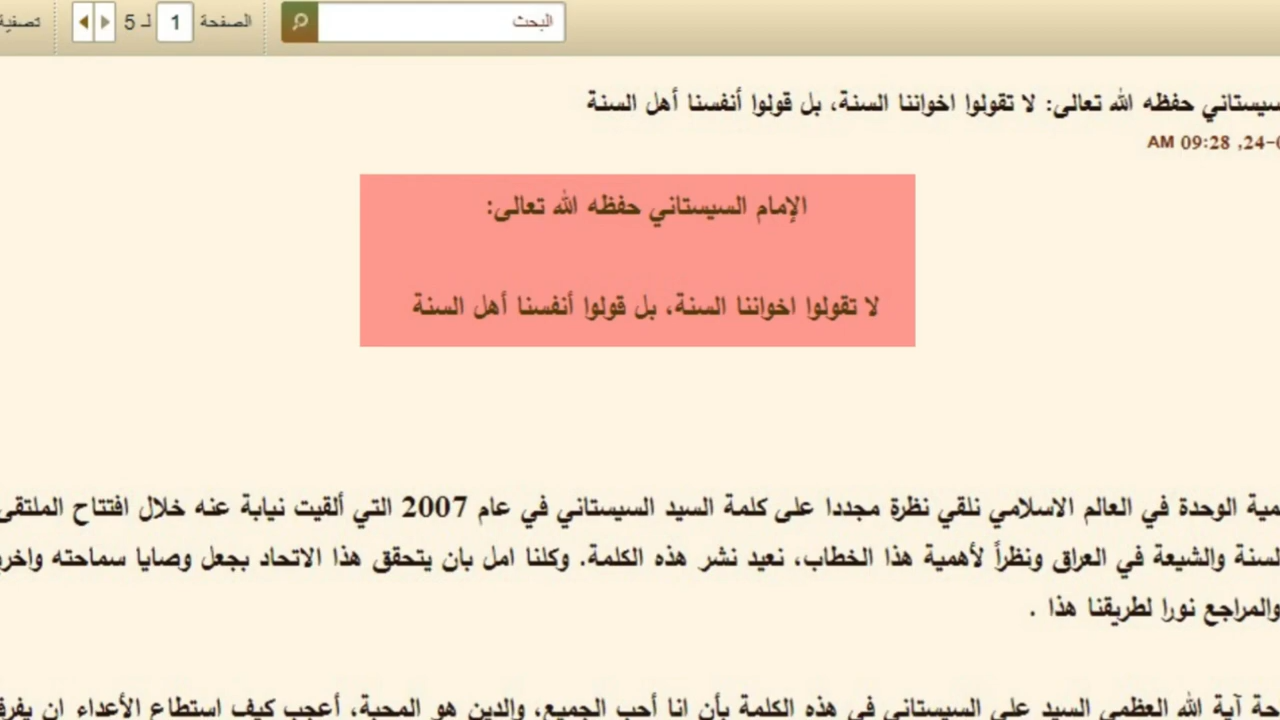 البحث
الصفحة 1 لـ 5
سيستاني حفظه الله تعالى: لا تقولوا اخواننا السنة، بل قولوا أنفسنا أهل السنة
24-0, 09:28 AM
الإمام السيستاني حفظه الله تعالى:
لا تقولوا اخواننا السنة، بل قولوا أنفسنا أهل السنة
الوحدة في العالم الاسلامي نلقي نظرة مجددا على كلمة السيد السيستاني في عام 2007 التي ألقيت نيابة عنه خلال افتتاح الملتقى
لسنة والشيعة في العراق ونظراً لأهمية هذا الخطاب، نعيد نشر هذه الكلمة. وكلنا امل بان يتحقق هذا الاتحاد بجعل وصايا سماحته
والمراجع نورا لطريقنا هذا .
آية الله العظمى السيد علي السيستاني في هذه الكلمة بأن انا أحب الجميع، والدين هو المحبة، أعجب كيف استطاع الأعداء ان